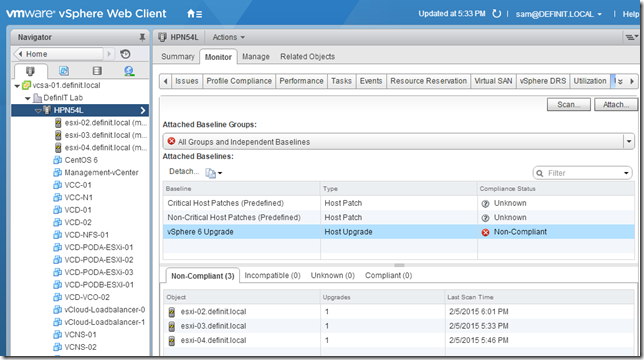 vmware® vSphere Web Client
Updated at 5:33 PM
sam@DEFINIT.LOCAL
Help
Navigator
Home
vcsa-01.definit.local
DefinIT Lab
HPN54L
esxi-02.definit.local (m...
esxi-03.definit.local (m...
esxi-04.definit.local (m...
CentOS 6
Management-vCenter
VCC-01
VCC-N1
VCD-01
VCD-02
VCD-NFS-01
VCD-PODA-ESXi-01
VCD-PODA-ESXi-02
VCD-PODA-ESXi-03
VCD-PODB-ESXi-01
VCD-VCO-02
vCloud-Loadbalancer-0
vCloud-Loadbalancer-1
VCNS-01
VCNS-02
HPN54L Actions
Summary Monitor Manage Related Objects
Issues Profile Compliance Performance Tasks Events Resource Reservation Virtual SAN vSphere DRS Utilization
Scan... Attach...
Attached Baseline Groups:
All Groups and Independent Baselines
Attached Baselines:
Detach... Filter
Baseline Type Compliance Status
Critical Host Patches (Predefined) Host Patch Unknown
Non-Critical Host Patches (Predefined) Host Patch Unknown
vSphere 6 Upgrade Host Upgrade Non-Compliant
Non-Compliant (3) Incompatible (0) Unknown (0) Compliant (0)
Object Upgrades Last Scan Time
esxi-02.definit.local 1 2/5/2015 6:01 PM
esxi-03.definit.local 1 2/5/2015 5:33 PM
esxi-04.definit.local 1 2/5/2015 5:46 PM